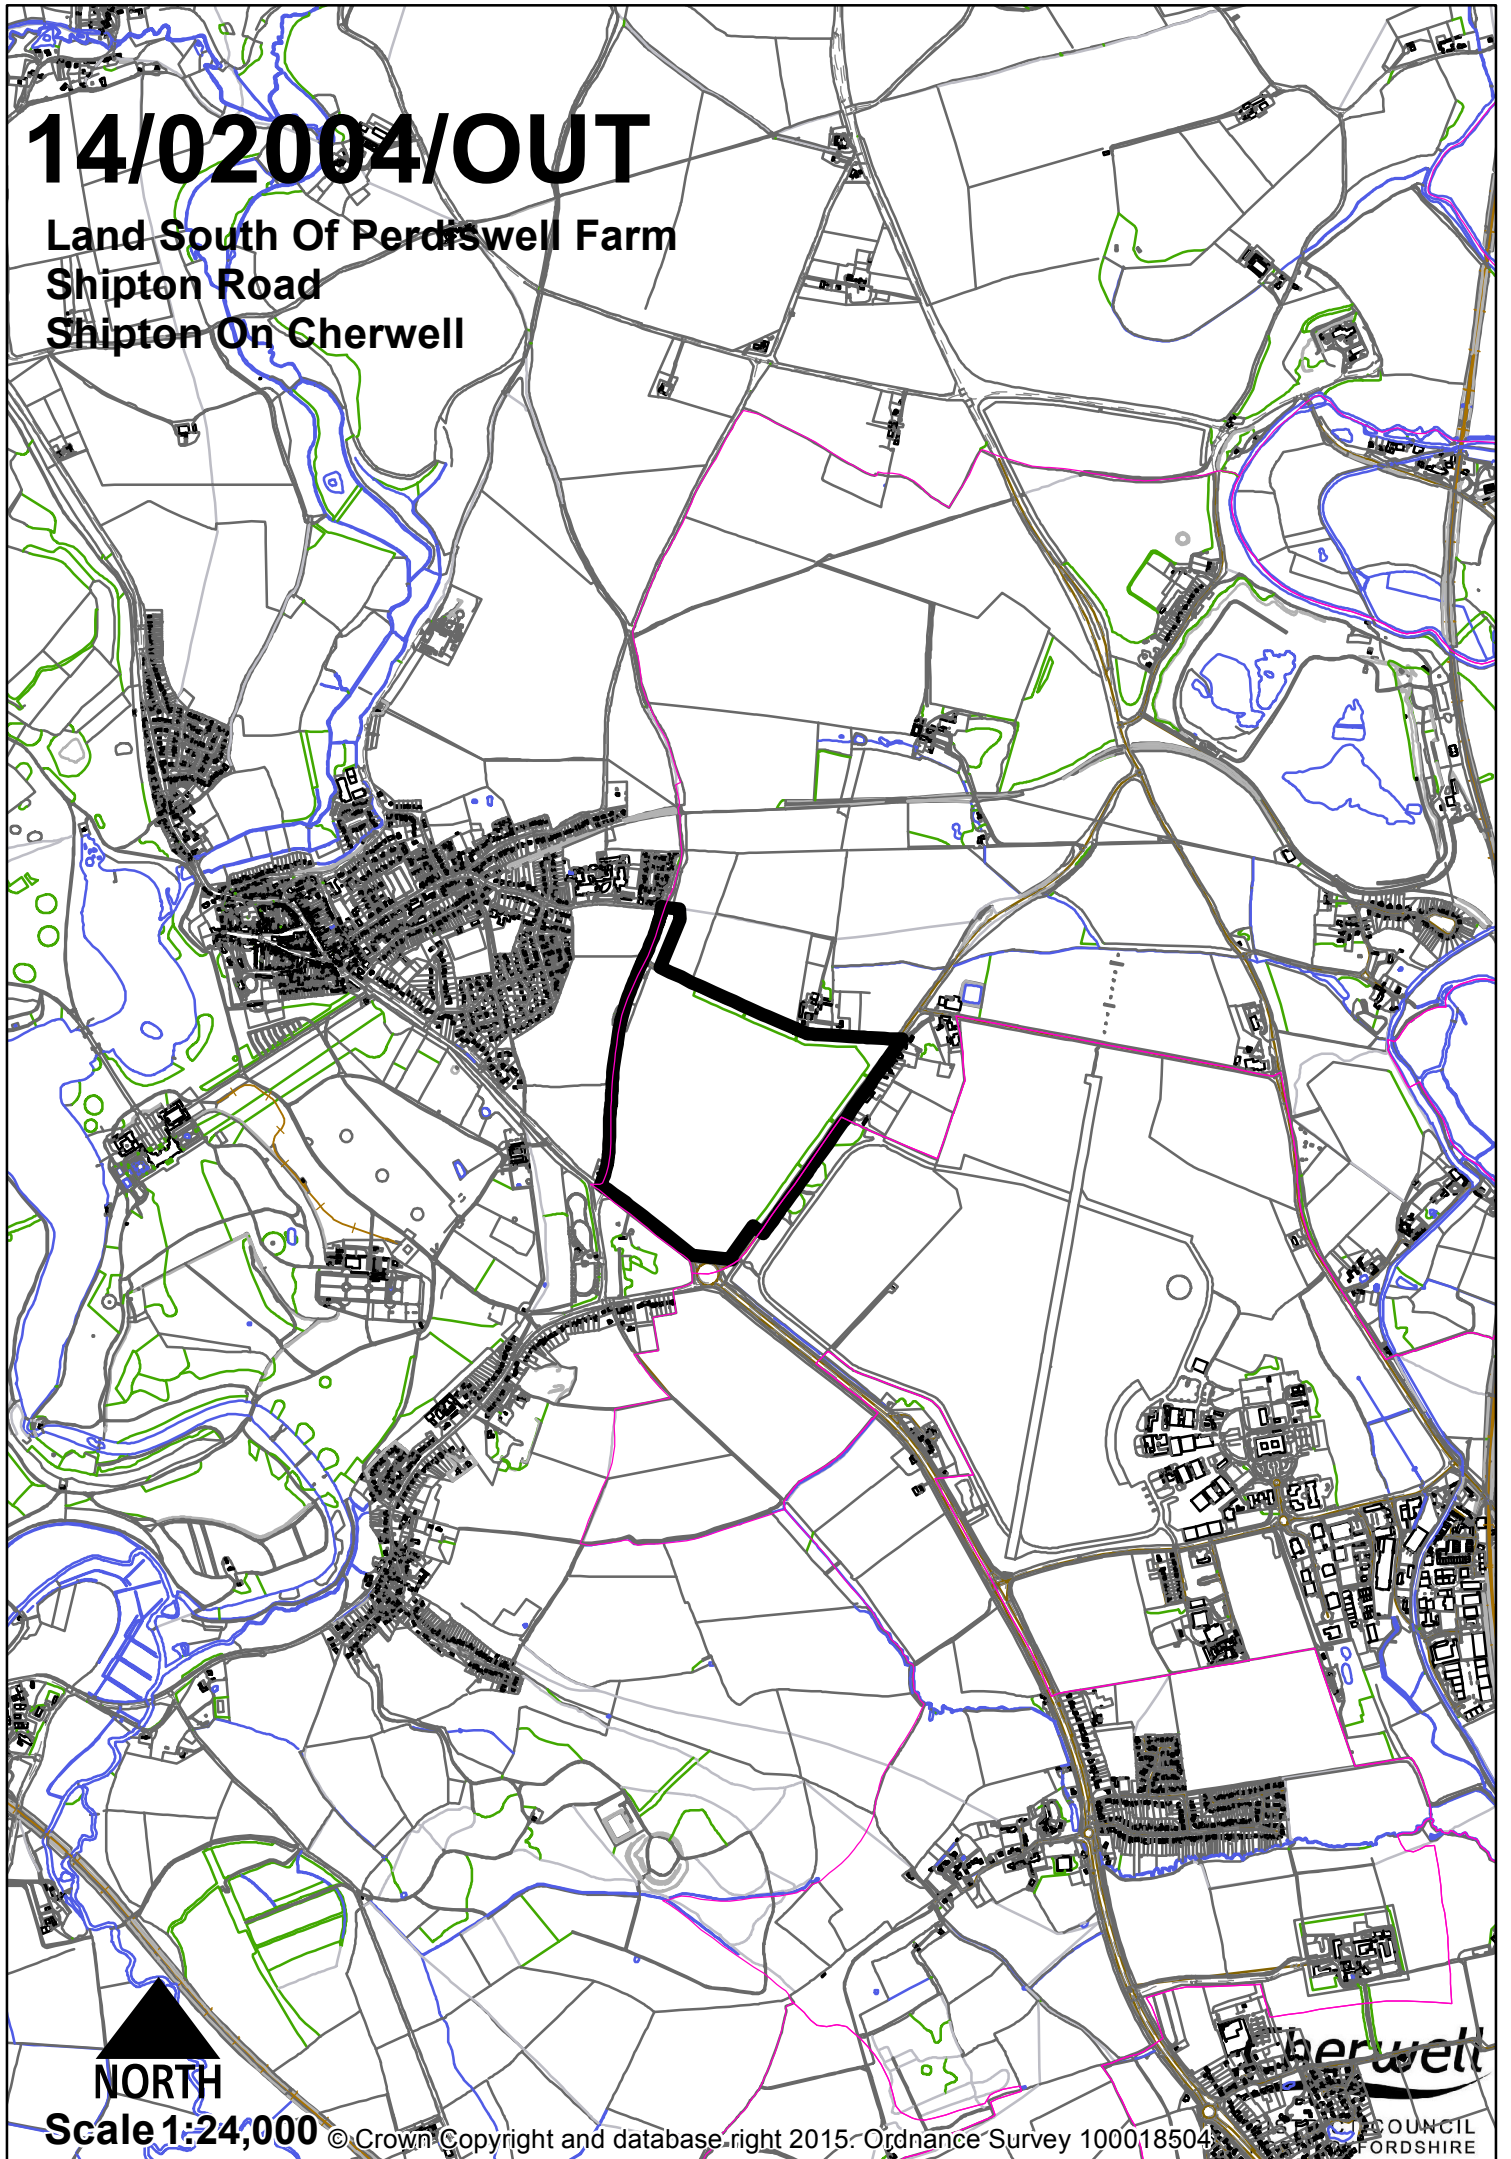 14/02004/OUT
Land South Of Perdiswell Farm
Shipton Road
Shipton On Cherwell
NORTH
Scale 1:24,000
© Crown Copyright and database right 2015. Ordnance Survey 100018504
Cherwell
COUNCIL